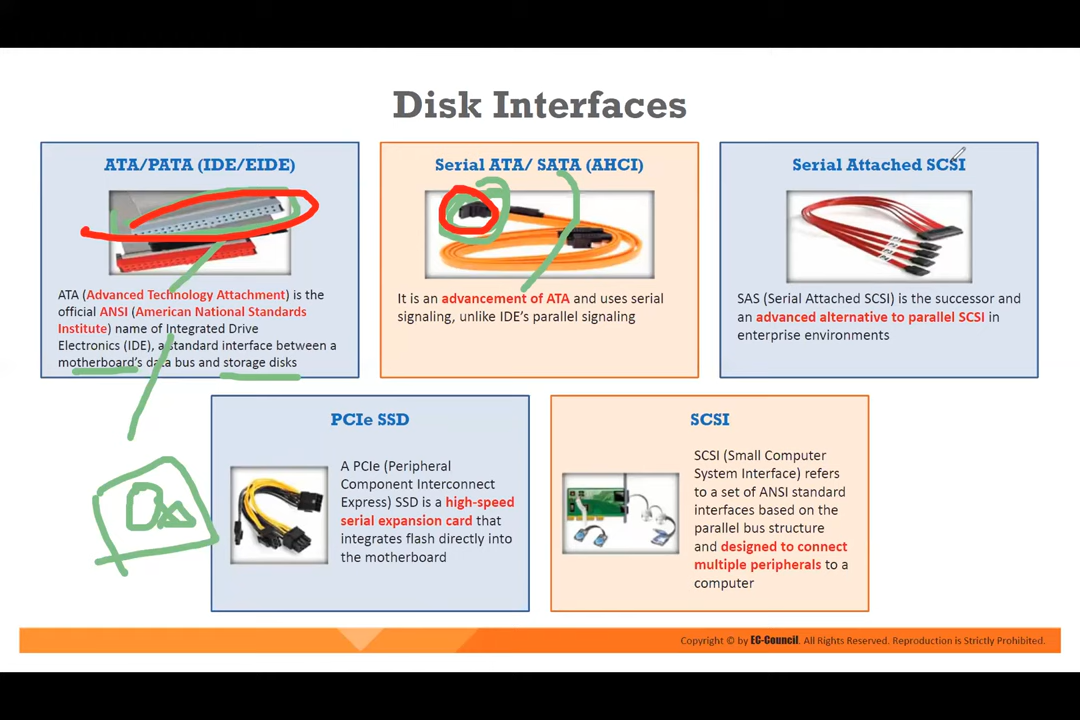 Disk Interfaces
ATA/PATA (IDE/EIDE)
ATA (Advanced Technology Attachment) is the
official ANSI (American National Standards
Institute) name of Integrated Drive
Electronics (IDE), a standard interface between a
motherboard's data bus and storage disks
Serial ATA/ SATA (AHCI)
It is an advancement of ATA and uses serial
signaling, unlike IDE's parallel signaling
Serial Attached SCSI
SAS (Serial Attached SCSI) is the successor and
an advanced alternative to parallel SCSI in
enterprise environments
PCIe SSD
A PCIe (Peripheral
Component Interconnect
Express) SSD is a high-speed
serial expansion card that
integrates flash directly into
the motherboard
SCSI
SCSI (Small Computer
System Interface) refers
to a set of ANSI standard
interfaces based on the
parallel bus structure
and designed to connect
multiple peripherals to a
computer
Copyright © by EC-Council. All Rights Reserved. Reproduction is Strictly Prohibited.